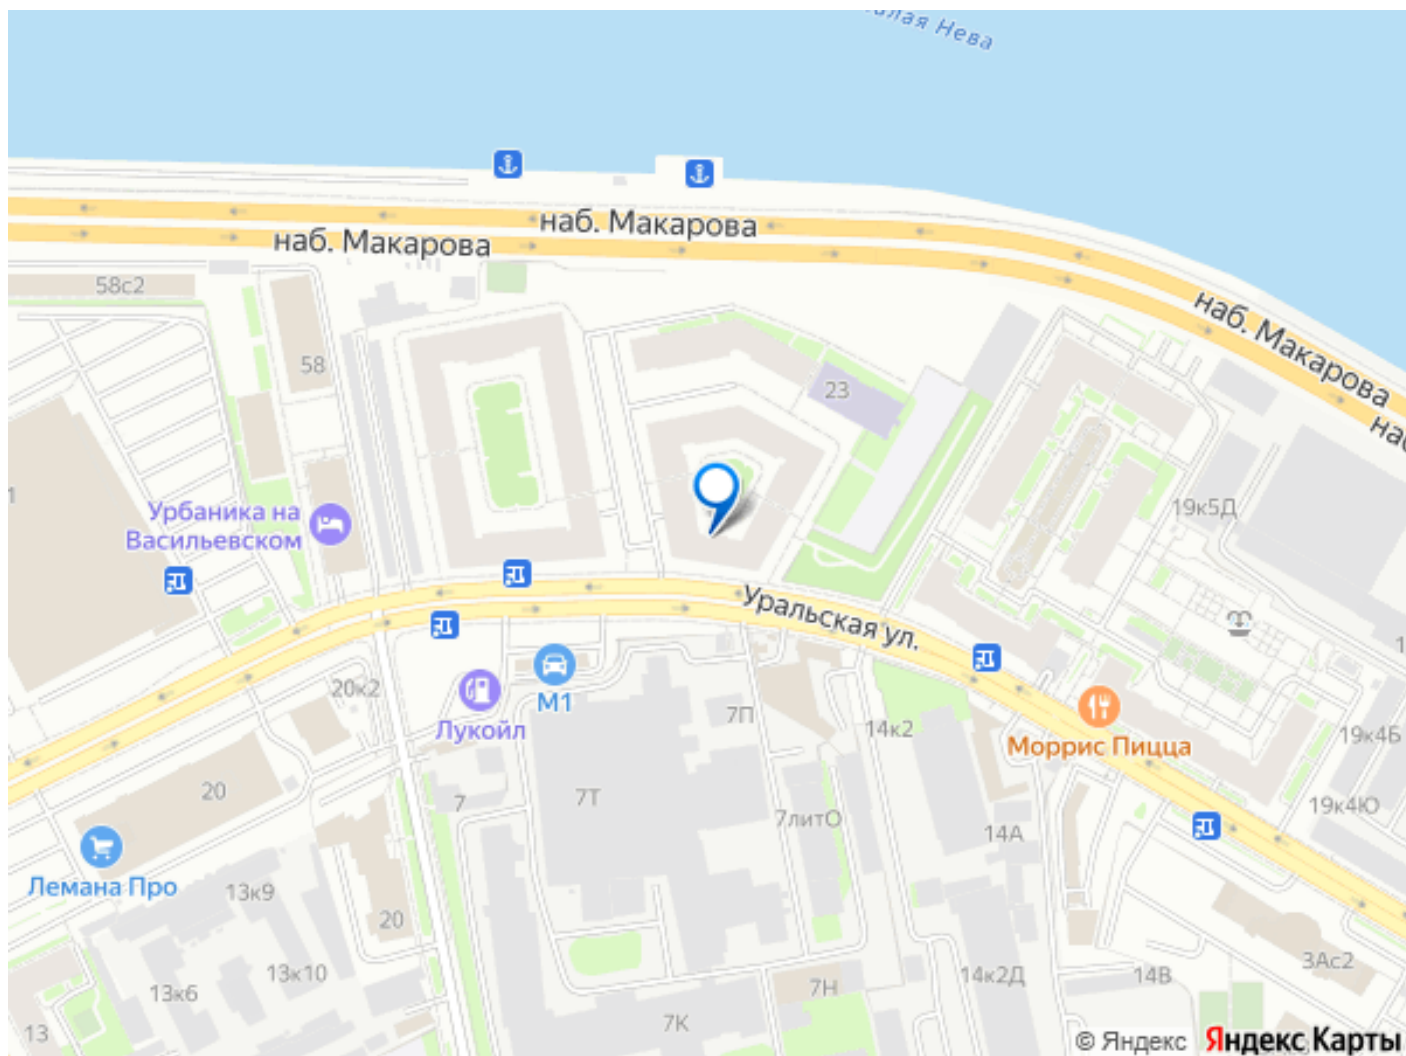 Нева
наб. Макарова
наб. Макарова
58с2
наб. Макарова
58
23
Урбаника на
Васильевском
19к5Д
Уральская ул.
20к2
М1
Лукойл
7П
14к2
Моррис Пицца
19к4Б
20
7
7Т
7литО
14А
19к4Ю
Лемана Про
13к9
20
13к10
14к2Д
14В
3Ас2
13к6
7Н
13
7К
© Яндекс
Яндекс Карты